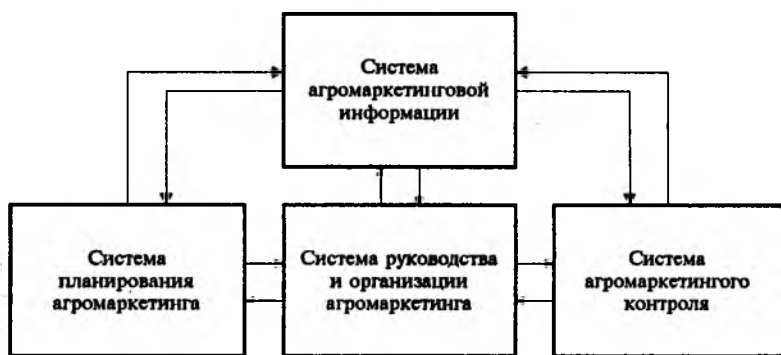 Система
агромаркетинговой
информации
Система
планирования
агромаркетинга
Система руководства
и организации
агромаркетинга
Система
агромаркетингого
контроля